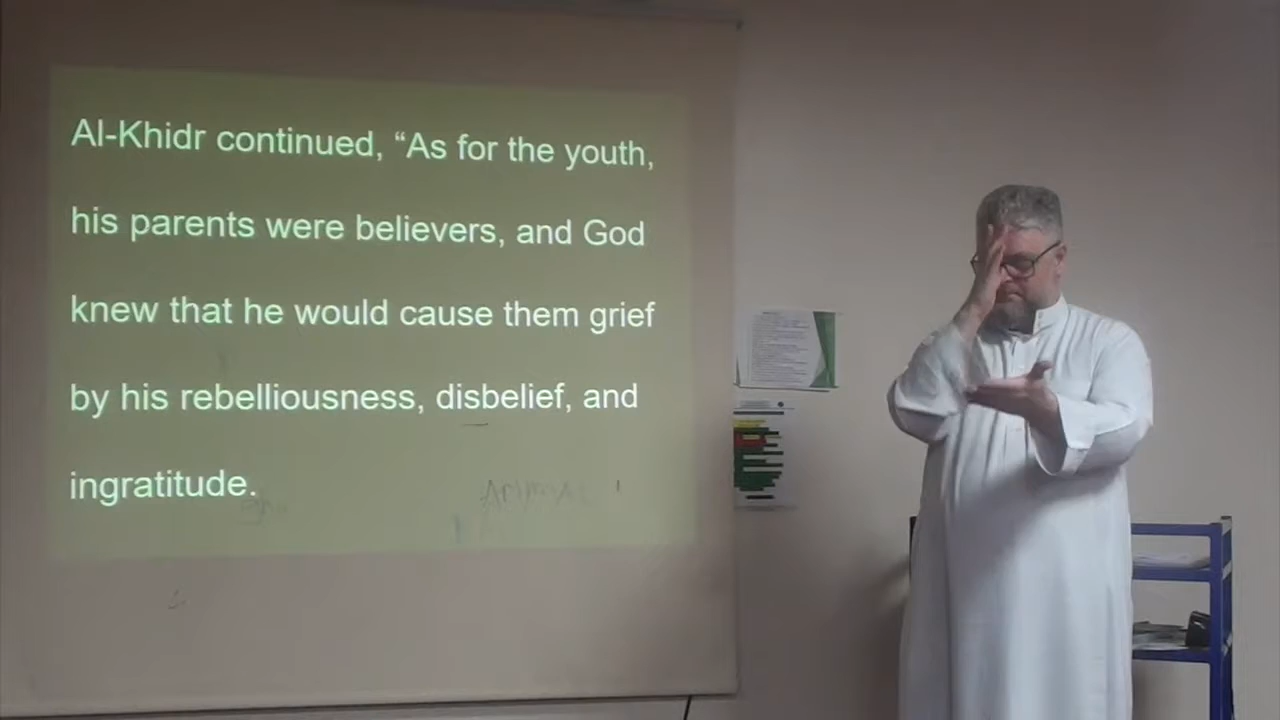 Al-Khidr continued, “As for the youth,
his parents were believers, and God
knew that he would cause them grief
by his rebelliousness, disbelief, and
ingratitude.